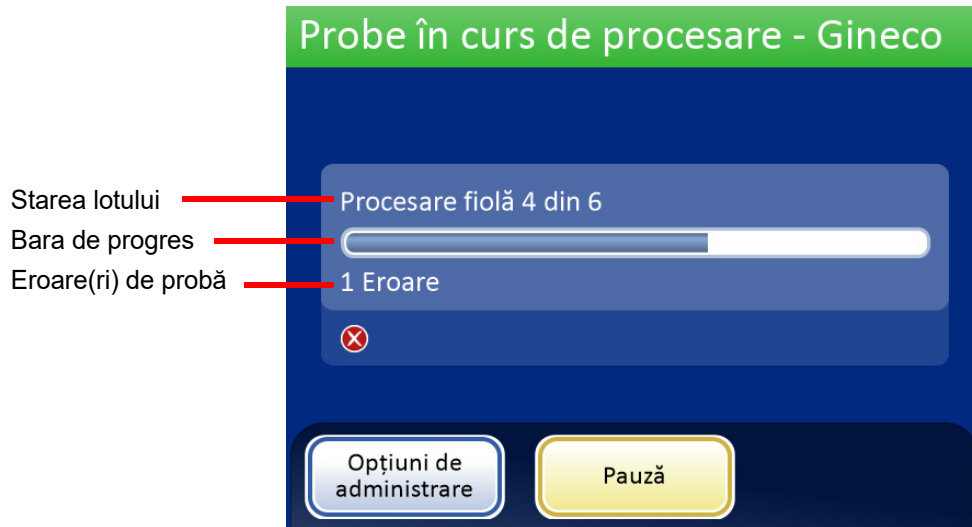 Probe în curs de procesare - Gineco
Starea lotului
Procesare fiolă 4 din 6
Bara de progres
Eroare(ri) de probă
1 Eroare
Opțiuni de
administrare
Pauză